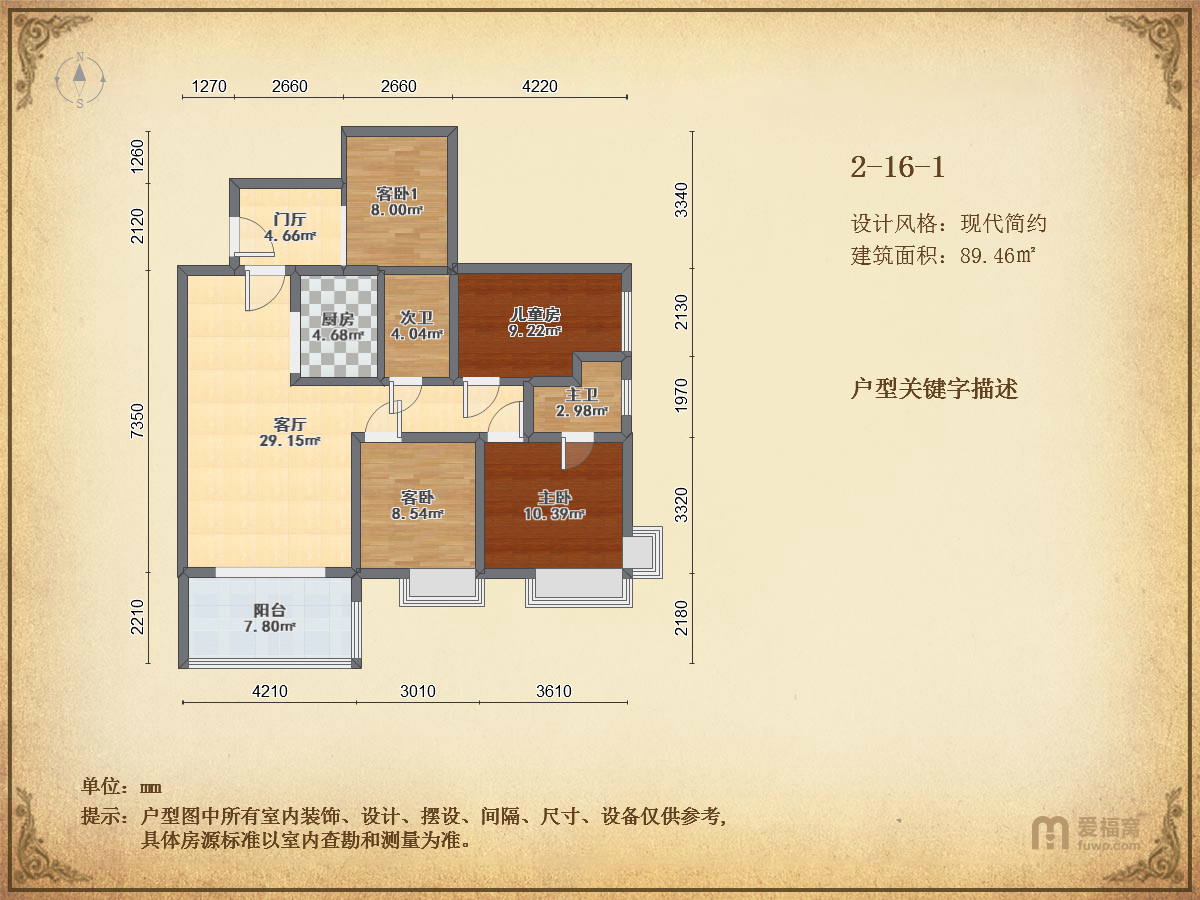 N
S
1270 2660 2660 4220
1260
2120
7350
2210
3340
2130
1970
3320
2180
2-16-1
设计风格：现代简约
建筑面积：89.46㎡
户型关键字描述
客卧1
8.00㎡
门厅
4.66㎡
厨房
4.68㎡
次卫
4.04㎡
儿童房
9.22㎡
主卫
2.98㎡
客厅
29.15㎡
客卧
8.54㎡
主卧
10.39㎡
阳台
7.80㎡
4210 3010 3610
单位：mm
提示：户型图中所有室内装饰、设计、摆设、间隔、尺寸、设备仅供参考，
具体房源标准以室内查勘和测量为准。
爱福窝
fuwo.com